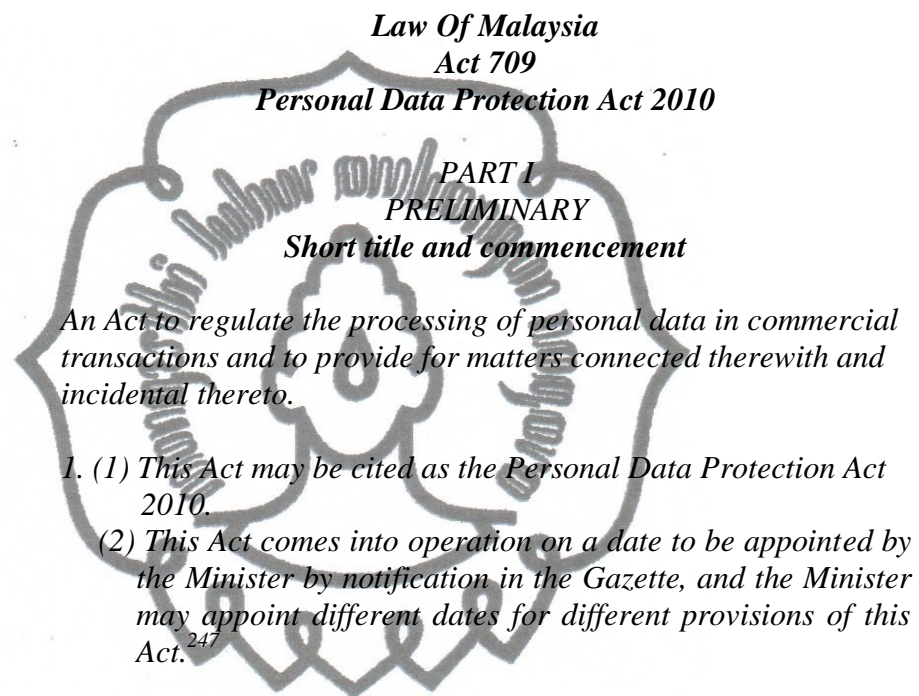 Law Of Malaysia
Act 709
Personal Data Protection Act 2010
PART I
PRELIMINARY
Short title and commencement
An Act to regulate the processing of personal data in commercial
transactions and to provide for matters connected therewith and
incidental thereto.
1. (1) This Act may be cited as the Personal Data Protection Act
2010.
(2) This Act comes into operation on a date to be appointed by
the Minister by notification in the Gazette, and the Minister
may appoint different dates for different provisions of this
Act.247